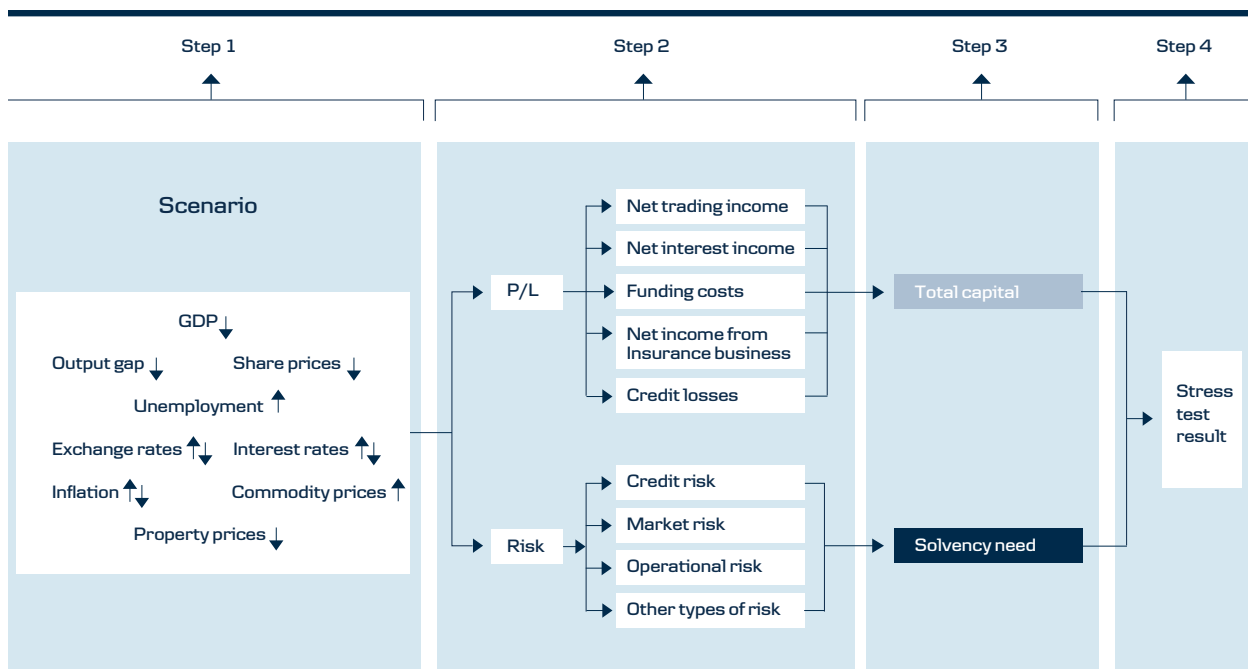 Step 1
Step 2
Step 3
Step 4
Scenario
GDP ↓
Output gap ↓ Share prices ↓
Unemployment ↑
Exchange rates ↑↓ Interest rates ↑↓
Inflation ↑↓ Commodity prices ↑
Property prices ↓
P/L
Net trading income
Net interest income
Funding costs
Net income from
Insurance business
Credit losses
Risk
Credit risk
Market risk
Operational risk
Other types of risk
Total capital
Solvency need
Stress
test
result